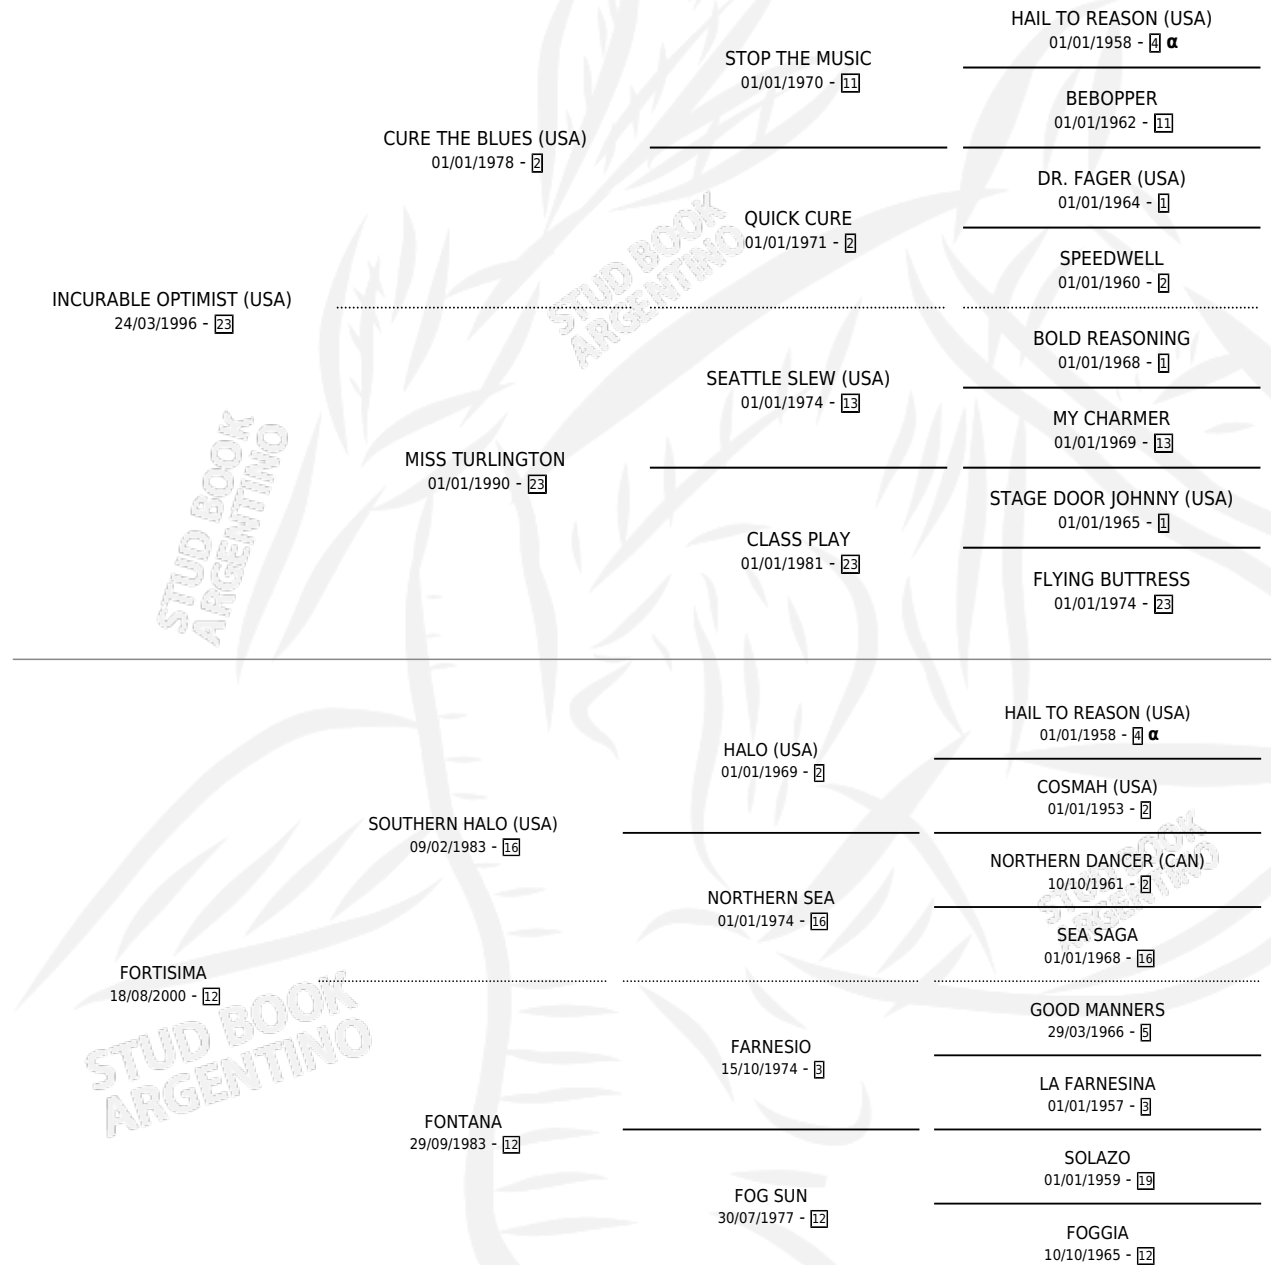 HAIL TO REASON (USA)
01/01/1958 - 4 α
STOP THE MUSIC
01/01/1970 - 11
BEBOPPER
01/01/1962 - 11
CURE THE BLUES (USA)
01/01/1978 - 2
DR. FAGER (USA)
01/01/1964 - 1
QUICK CURE
01/01/1971 - 2
SPEEDWELL
01/01/1960 - 2
INCURABLE OPTIMIST (USA)
24/03/1996 - 23
BOLD REASONING
01/01/1968 - 1
SEATTLE SLEW (USA)
01/01/1974 - 13
MY CHARMER
01/01/1969 - 13
MISS TURLINGTON
01/01/1990 - 23
STAGE DOOR JOHNNY (USA)
01/01/1965 - 1
CLASS PLAY
01/01/1981 - 23
FLYING BUTTRESS
01/01/1974 - 23
STUD BOOK
ARGENTINO
STUD BOOK
ARGENTINO
HAIL TO REASON (USA)
01/01/1958 - 4 α
HALO (USA)
01/01/1969 - 2
COSMAH (USA)
01/01/1953 - 2
SOUTHERN HALO (USA)
09/02/1983 - 16
NORTHERN DANCER (CAN)
10/10/1961 - 2
NORTHERN SEA
01/01/1974 - 16
SEA SAGA
01/01/1968 - 16
FORTISIMA
18/08/2000 - 12
GOOD MANNERS
29/03/1966 - 5
FARNESIO
15/10/1974 - 3
LA FARNESINA
01/01/1957 - 3
FONTANA
29/09/1983 - 12
SOLAZO
01/01/1959 - 19
FOG SUN
30/07/1977 - 12
FOGGIA
10/10/1965 - 12
STUD BOOK
ARGENTINO
STUD BOOK
ARGENTINO